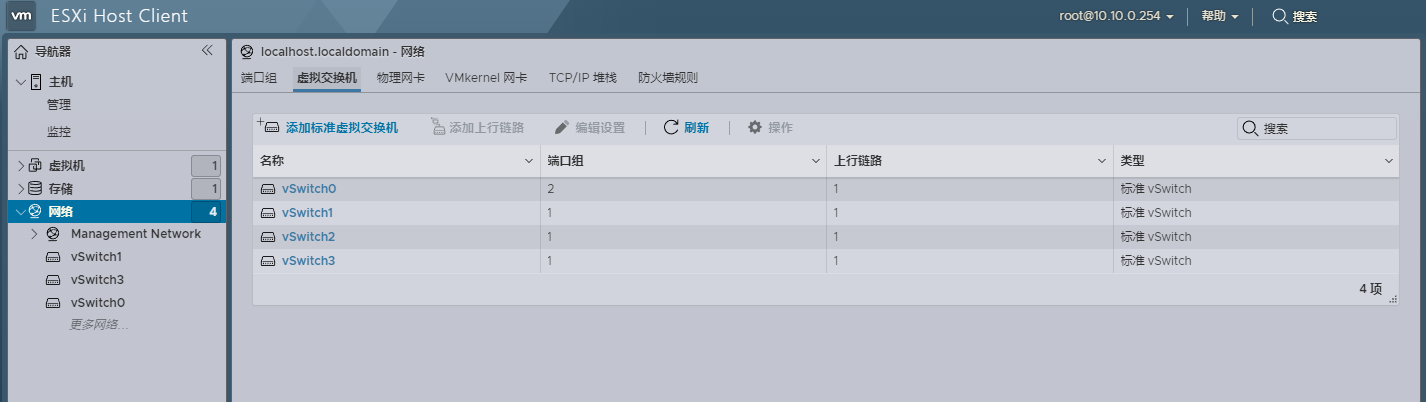 vm ESXi Host Client root@10.10.0.254 帮助 搜索
导航器
主机
管理
监控
虚拟机 1
存储 1
网络 4
Management Network
vSwitch1
vSwitch3
vSwitch0
更多网络...
localhost.localdomain - 网络
端口组 虚拟交换机 物理网卡 VMkernel 网卡 TCP/IP 堆栈 防火墙规则
添加标准虚拟交换机 添加上行链路 编辑设置 刷新 操作 搜索
名称 端口组 上行链路 类型
vSwitch0 2 1 标准 vSwitch
vSwitch1 1 1 标准 vSwitch
vSwitch2 1 1 标准 vSwitch
vSwitch3 1 1 标准 vSwitch
4 项